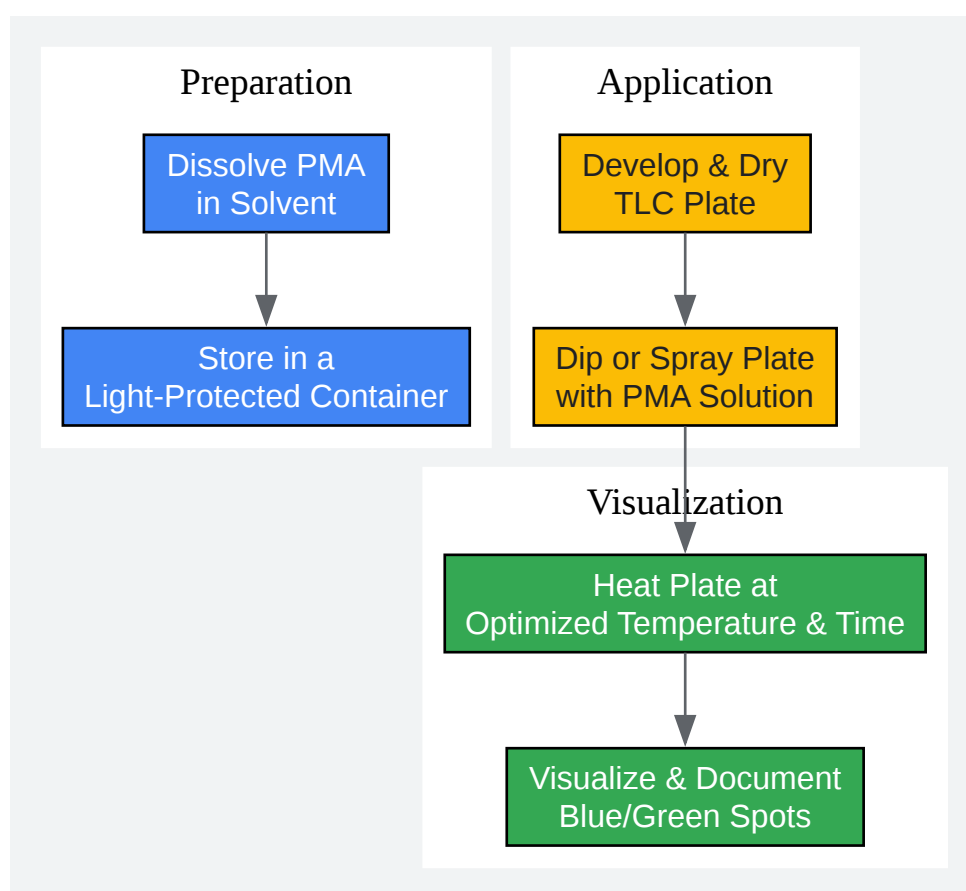 Preparation
Dissolve PMA
in Solvent
Store in a
Light-Protected Container
Application
Develop & Dry
TLC Plate
Dip or Spray Plate
with PMA Solution
Visualization
Heat Plate at
Optimized Temperature & Time
Visualize & Document
Blue/Green Spots